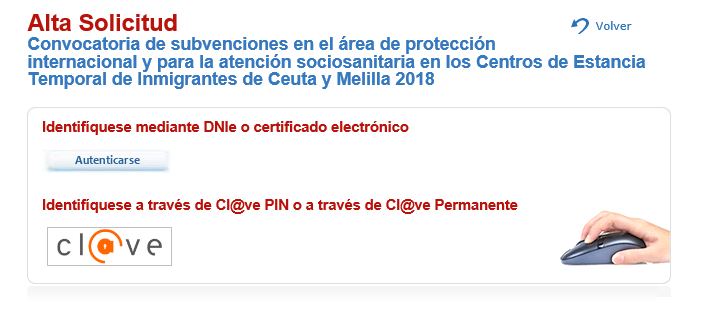 Alta Solicitud
Volver
Convocatoria de subvenciones en el área de protección
internacional y para la atención sociosanitaria en los Centros de Estancia
Temporal de Inmigrantes de Ceuta y Melilla 2018
Identifíquese mediante DNIe o certificado electrónico
Autenticarse
Identifíquese a través de Cl@ve PIN o a través de Cl@ve Permanente
cl@ve